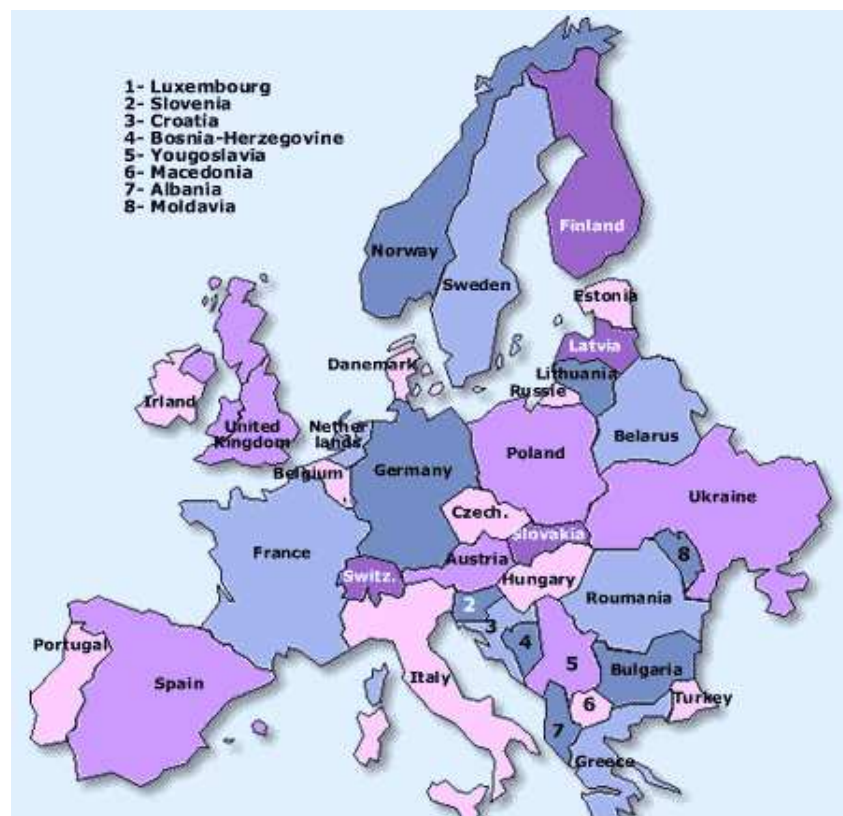 1- Luxembourg
2- Slovenia
3- Croatia
4- Bosnia-Herzegovine
5- Yougoslavia
6- Macedonia
7- Albania
8- Moldavia
Finland
Norway
Sweden
Estonia
Latvia
Danemark
Lithuania
Russie
Irland
United
Kingdom
Nether
lands
Belarus
Belgium
Germany
Poland
Ukraine
Czech.
France
Slovakia
Austria
Switz.
Hungary
8
Roumania
2
3
4
Portugal
Spain
Italy
5
Bulgaria
6
Turkey
7
Greece